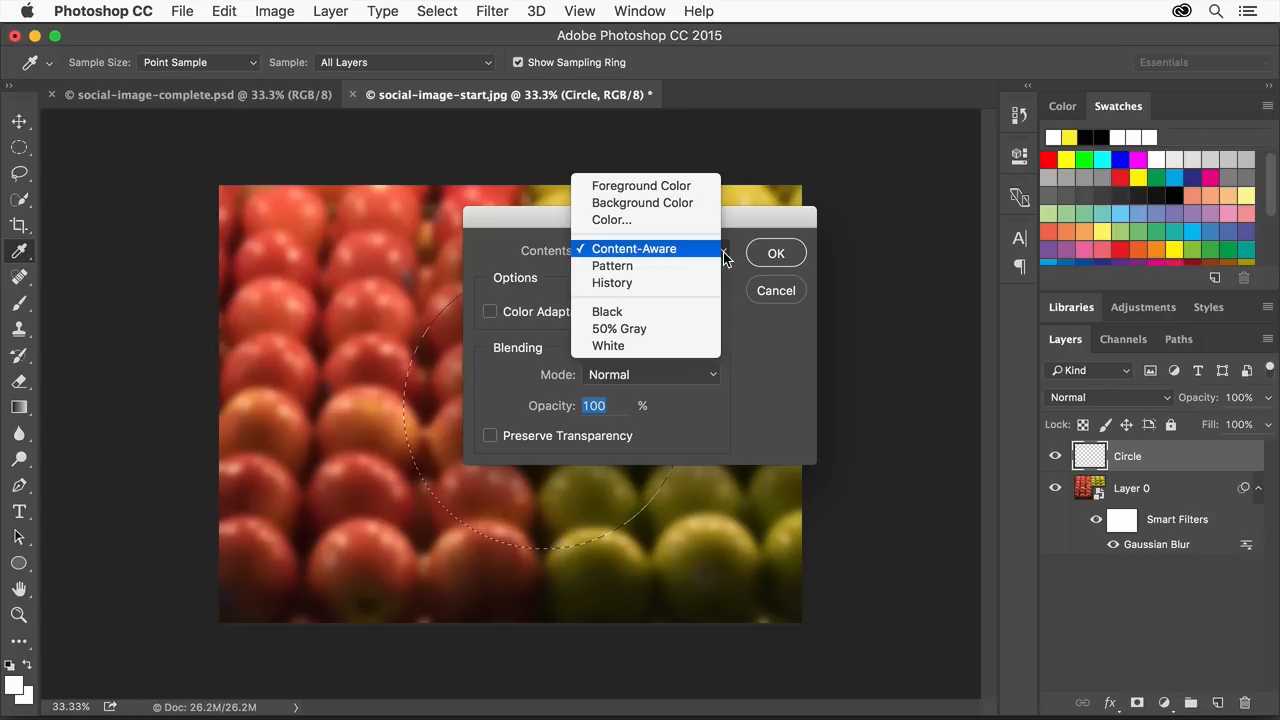 Photoshop CC File Edit Image Layer Type Select Filter 3D View Window Help
Adobe Photoshop CC 2015
Sample Size: Point Sample Sample: All Layers Show Sampling Ring Essentials
© social-image-complete.psd @ 33.3% (RGB/8) © social-image-start.jpg @ 33.3% (Circle, RGB/8) *
Color Swatches
Foreground Color
Background Color
Color...
Contents Content-Aware
Pattern
History
Black
50% Gray
White
OK
Cancel
Options
Color Adapt
Blending
Mode: Normal
Opacity: 100 %
Preserve Transparency
Libraries Adjustments Styles
Layers Channels Paths
Kind
Normal Opacity: 100%
Lock: Fill: 100%
Circle
Layer 0
Smart Filters
Gaussian Blur
33.33% © Doc: 26.2M/26.2M